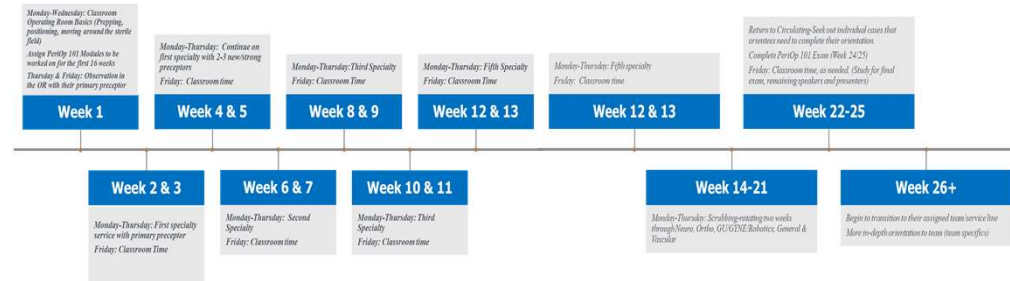 Monday-Wednesday: Classroom
Operating Room Basics (Prepping,
positioning, moving around the sterile
field)
Assign PeriOp 101 Modules to be
worked on for the first 16 weeks
Thursday & Friday: Observation in
the OR with their primary preceptor
Week 1
Monday-Thursday: First specialty
service with primary preceptor
Friday: Classroom Time
Week 2 & 3
Monday-Thursday: Continue on
first specialty with 2-3 new/strong
preceptors
Friday: Classroom time
Week 4 & 5
Week 6 & 7
Monday-Thursday: Second
Specialty
Friday: Classroom time
Monday-Thursday:Third Specialty
Friday: Classroom Time
Week 8 & 9
Week 10 & 11
Monday-Thursday: Third
Specialty
Friday: Classroom time
Monday-Thursday: Fifth Specialty
Friday: Classroom Time
Week 12 & 13
Monday-Thursday: Fifth specialty
Friday: Classroom time
Week 12 & 13
Week 14-21
Monday-Thursday: Scrubbing-rotating two weeks
through Neuro, Ortho, GU/GYNE/Robotics, General &
Vascular
Return to Circulating-Seek out individual cases that
orientees need to complete their orientation.
Complete PeriOp 101 Exam (Week 24/25)
Friday: Classroom time, as needed. (Study for final
exam, remaining speakers and presenters)
Week 22-25
Week 26+
Begin to transition to their assigned team/service line
More in-depth orientation to team (team specifics)